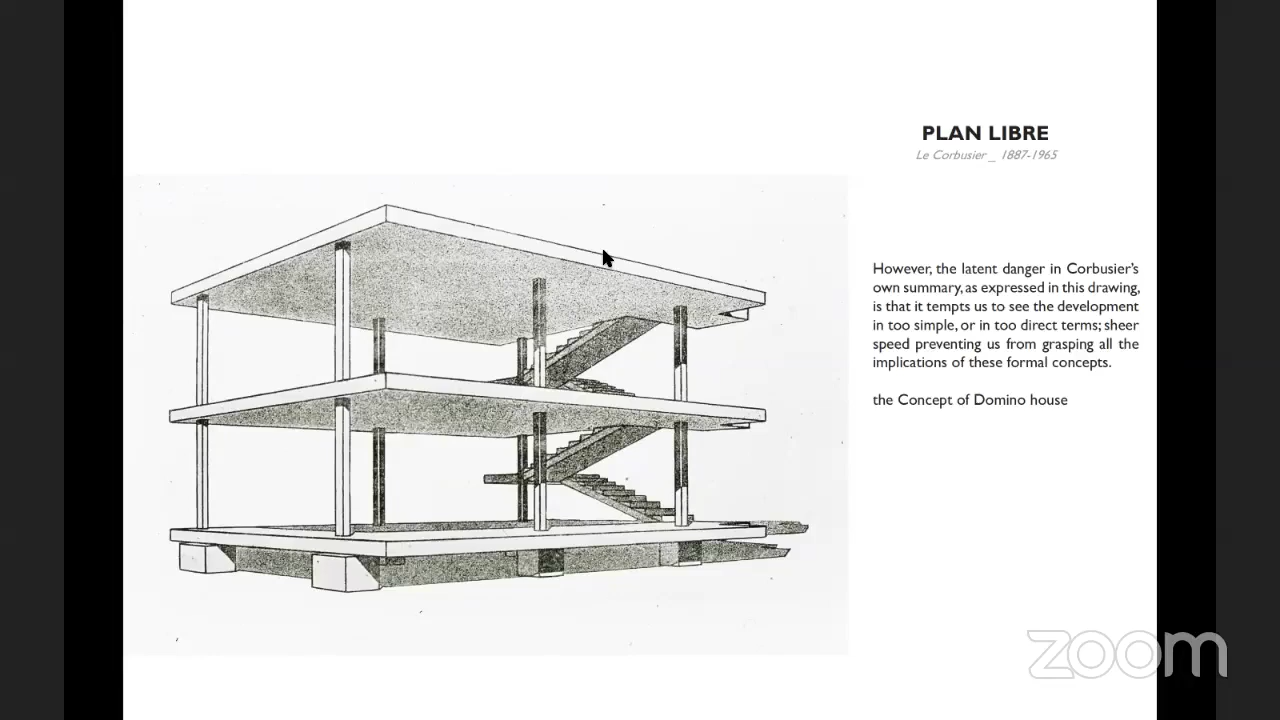 PLAN LIBRE
Le Corbusier _ 1887-1965
However, the latent danger in Corbusier's
own summary, as expressed in this drawing,
is that it tempts us to see the development
in too simple, or in too direct terms; sheer
speed preventing us from grasping all the
implications of these formal concepts.
the Concept of Domino house
zoom